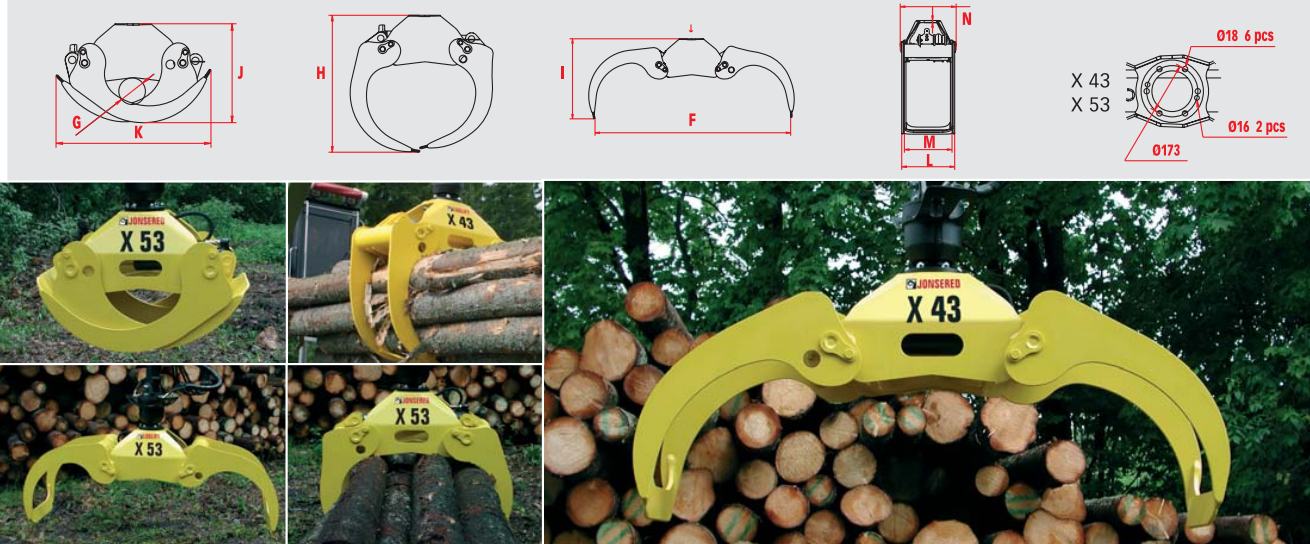 G
K
J
H
I
F
N
M
L
X 43
X 53
Ø18 6 pcs
Ø16 2 pcs
Ø173
JONSERED
X 53
X 43
JONSERED
X 43
X 53
JONSERED
X 53